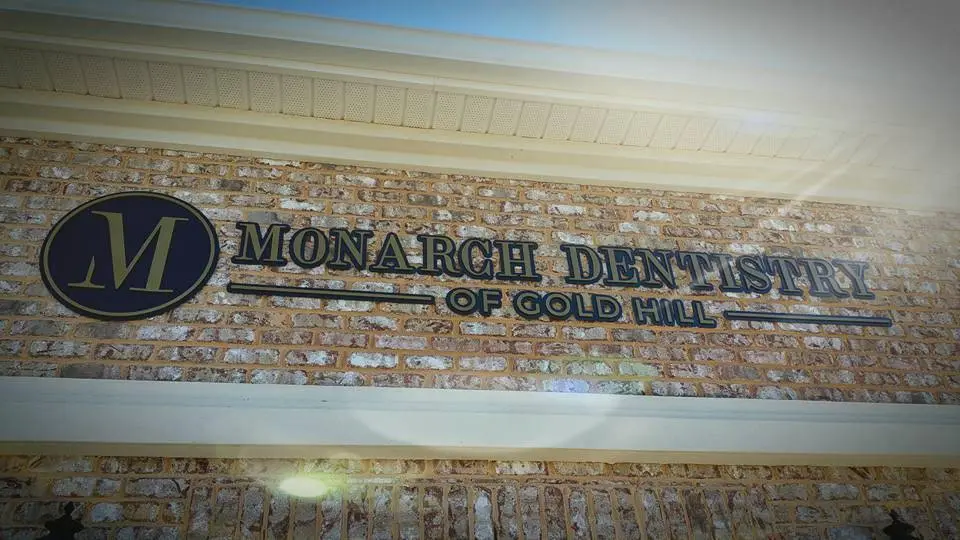 M
MONARCH DENTISTRY
OF GOLD HILL